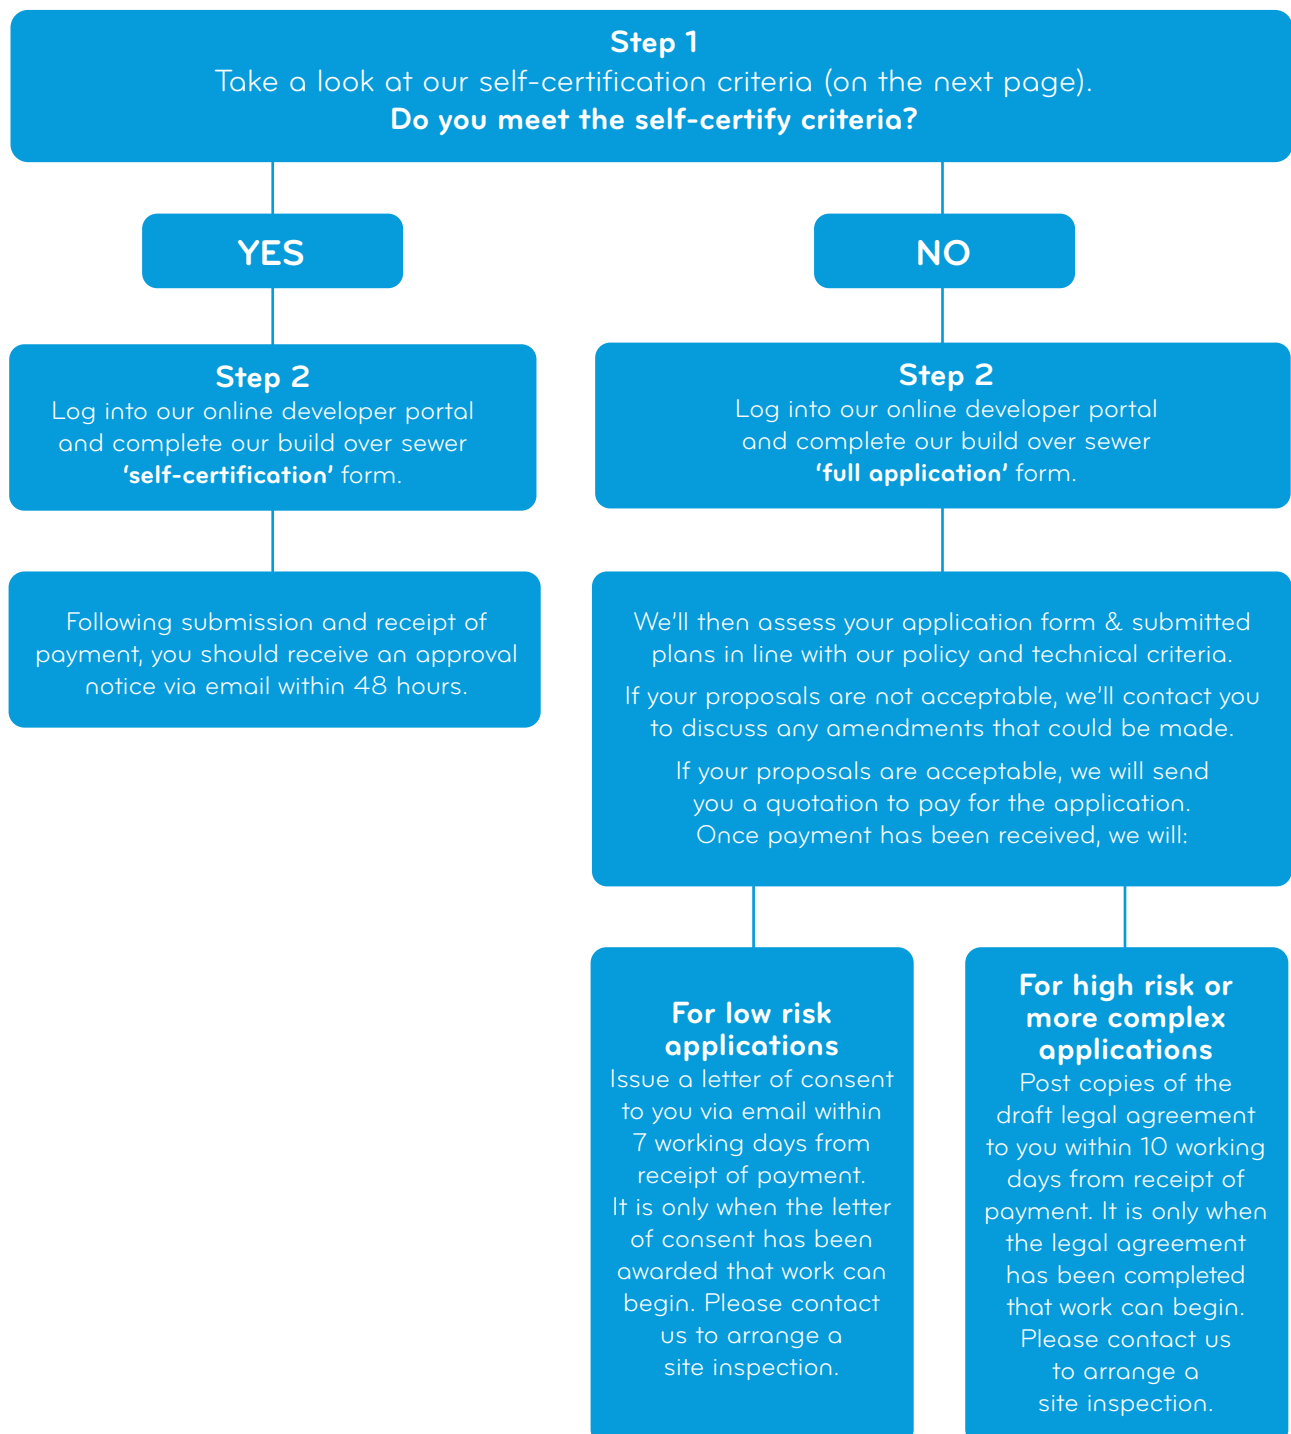 Step 1
Take a look at our self-certification criteria (on the next page).
Do you meet the self-certify criteria?
YES
NO
Step 2
Log into our online developer portal
and complete our build over sewer
‘self-certification’ form.
Step 2
Log into our online developer portal
and complete our build over sewer
‘full application’ form.
Following submission and receipt of
payment, you should receive an approval
notice via email within 48 hours.
We’ll then assess your application form & submitted
plans in line with our policy and technical criteria.
If your proposals are not acceptable, we’ll contact you
to discuss any amendments that could be made.
If your proposals are acceptable, we will send
you a quotation to pay for the application.
Once payment has been received, we will:
For low risk
applications
Issue a letter of consent
to you via email within
7 working days from
receipt of payment.
It is only when the letter
of consent has been
awarded that work can
begin. Please contact
us to arrange a
site inspection.
For high risk or
more complex
applications
Post copies of the
draft legal agreement
to you within 10 working
days from receipt of
payment. It is only when
the legal agreement
has been completed
that work can begin.
Please contact us
to arrange a
site inspection.